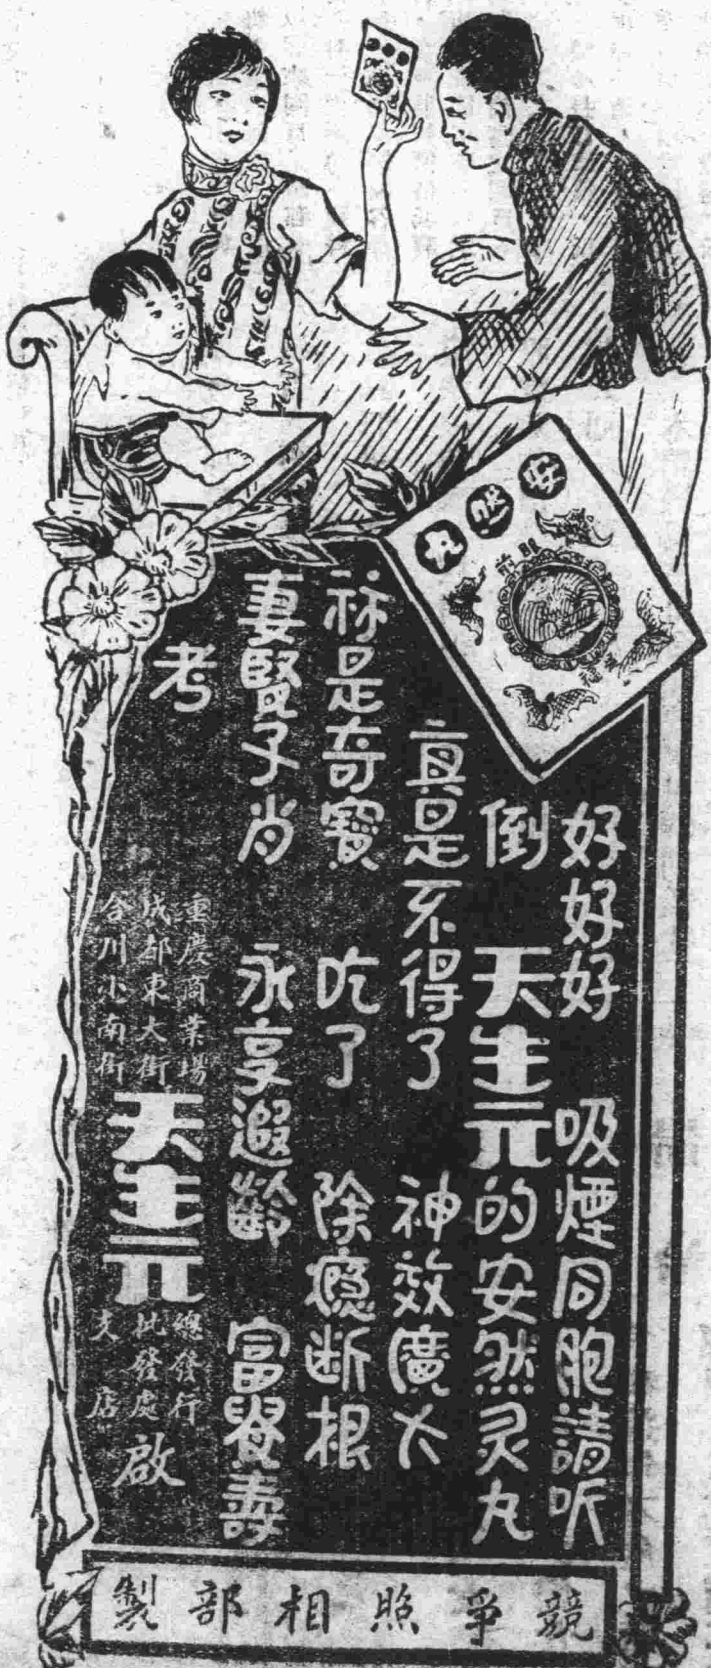 安然丸
好好好 吸煙同胞請听
倒 天生元的安然灵丸
真是不得了 神效廣大
祘是奇寶 吃了 除癮断根
妻賢子肖 永享遐齡 富貴壽
考
重慶商業場
成都東大街
合川小南街
天生元
總發行
批發處
支店
啟
競爭照相部製